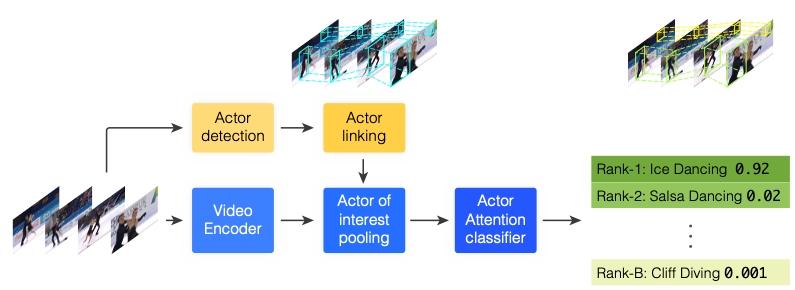 Actor
detection
Actor
linking
Video
Encoder
Actor of
interest
pooling
Actor
Attention
classifier
Rank-1: Ice Dancing 0.92
Rank-2: Salsa Dancing 0.02
Rank-B: Cliff Diving 0.001